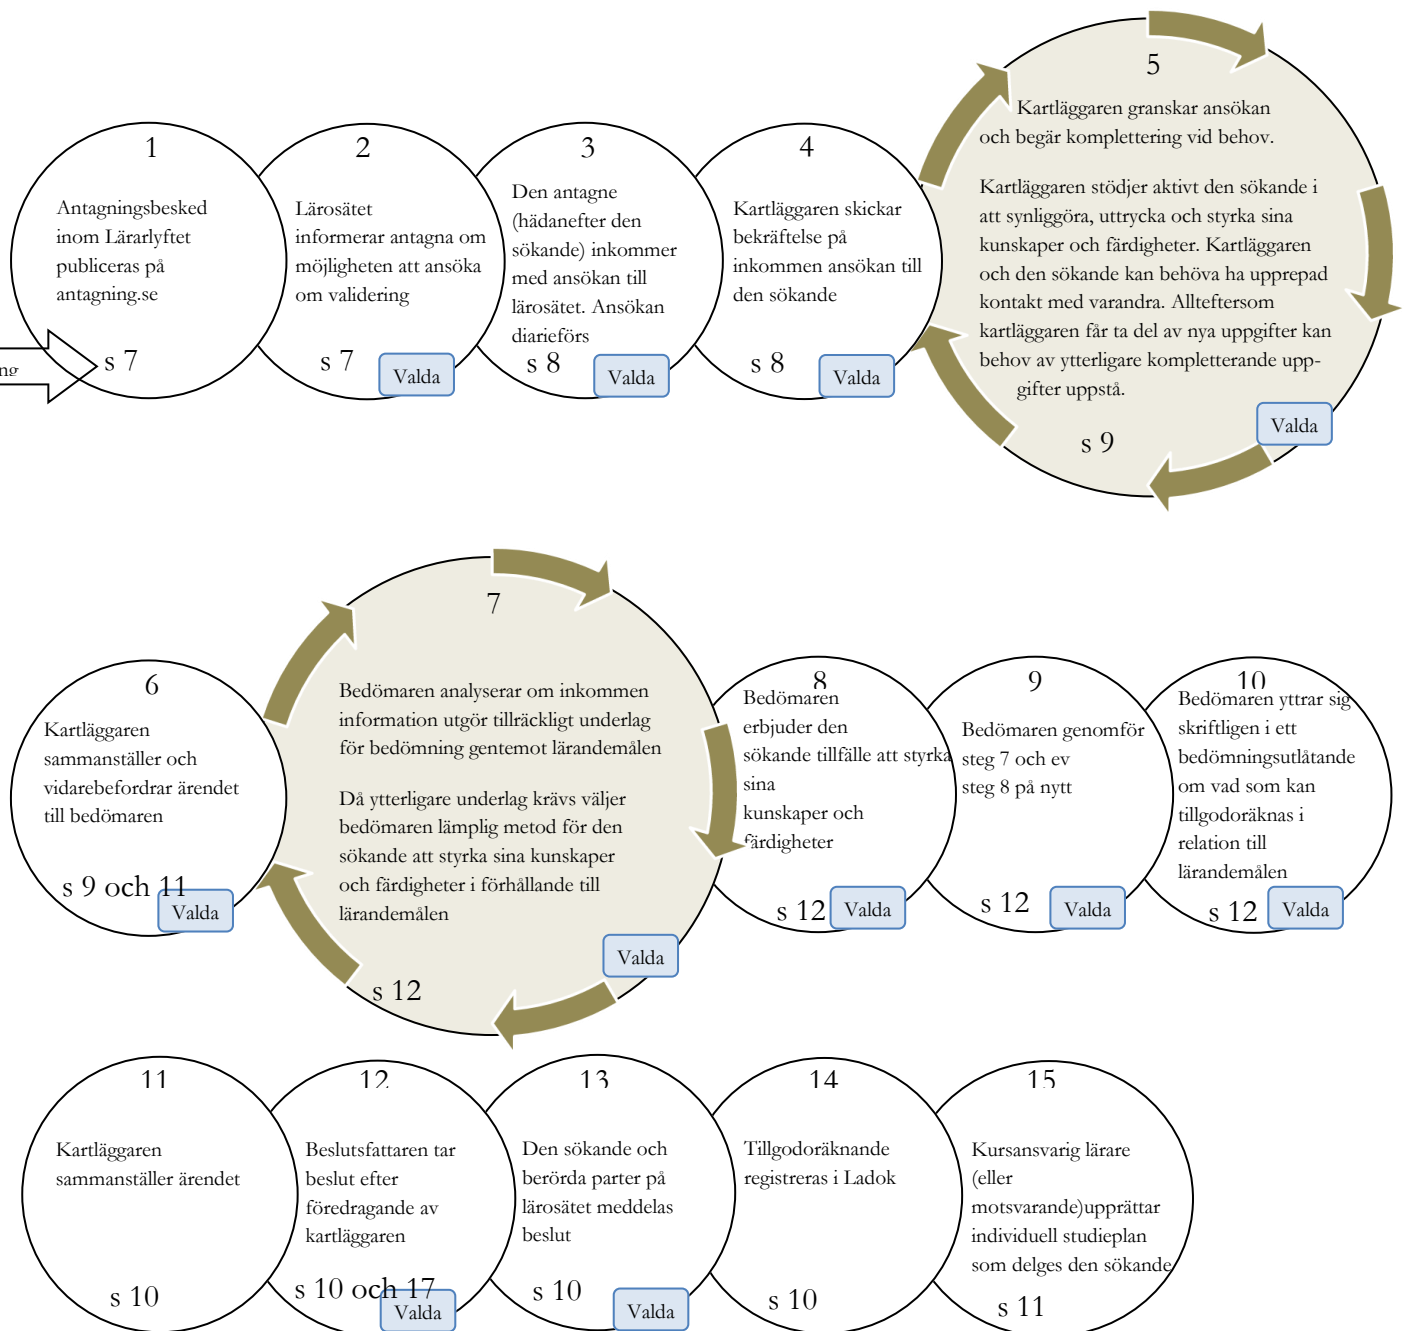 1
Antagningsbesked
inom Lärarlyftet
publiceras på
antagning.se
s 7
2
Lärosätet
informerar antagna om
möjligheten att ansöka
om validering
s 7
Valda
3
Den antagne
(hädanefter den
sökande) inkommer
med ansökan till
lärosätet. Ansökan
diarieförs
s 8
Valda
4
Kartläggaren skickar
bekräftelse på
inkommen ansökan till
den sökande
s 8
Valda
5
Kartläggaren granskar ansökan
och begär komplettering vid behov.
Kartläggaren stödjer aktivt den sökande i
att synliggöra, uttrycka och styrka sina
kunskaper och färdigheter. Kartläggaren
och den sökande kan behöva ha upprepad
kontakt med varandra. Allteftersom
kartläggaren får ta del av nya uppgifter kan
behov av ytterligare kompletterande upp-
gifter uppstå.
s 9
Valda
6
Kartläggaren
sammanställer och
vidarebefordrar ärendet
till bedömaren
s 9 och 11
Valda
7
Bedömaren analyserar om inkommen
information utgör tillräckligt underlag
för bedömning gentemot lärandemålen
Då ytterligare underlag krävs väljer
bedömaren lämplig metod för den
sökande att styrka sina kunskaper
och färdigheter i förhållande till
lärandemålen
s 12
Valda
8
Bedömaren
erbjuder den
sökande tillfälle att styrka
sina
kunskaper och
färdigheter
s 12
Valda
9
Bedömaren genomför
steg 7 och ev
steg 8 på nytt
s 12
Valda
10
Bedömaren yttrar sig
skriftligen i ett
bedömningsutlåtande
om vad som kan
tillgodoräknas i
relation till
lärandemålen
s 12
Valda
11
Kartläggaren
sammanställer ärendet
s 10
12
Beslutsfattaren tar
beslut efter
föredragande av
kartläggaren
s 10 och 17
Valda
13
Den sökande och
berörda parter på
lärosätet meddelas
beslut
s 10
Valda
14
Tillgodoräknande
registreras i Ladok
s 10
15
Kursansvarig lärare
(eller
motsvarande)upprättar
individuell studieplan
som delges den sökande
s 11